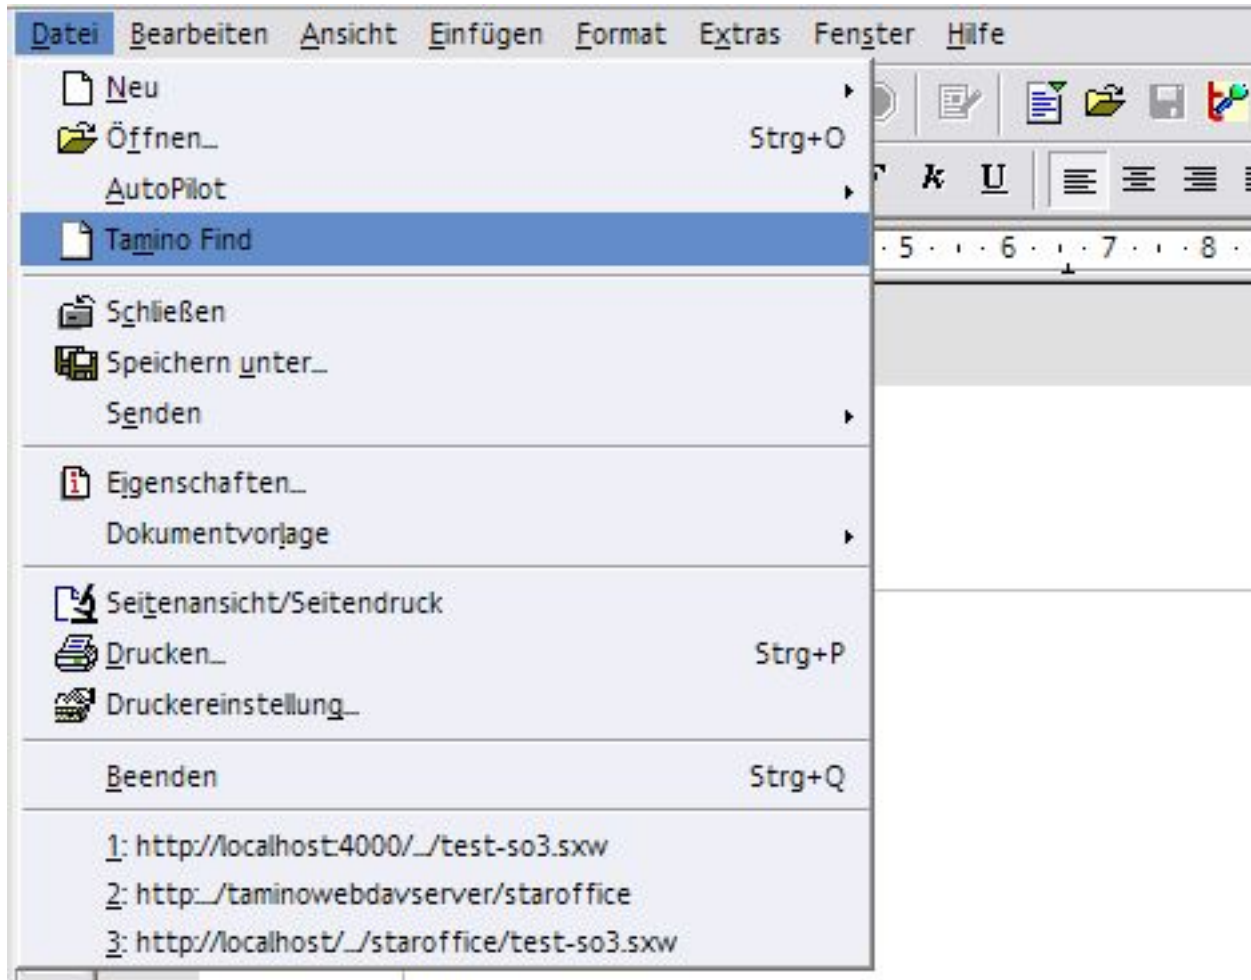 Datei Bearbeiten Ansicht Einfügen Format Extras Fenster Hilfe
Neu
Öffnen... Strg+O
AutoPilot
Tamino Find
k U
5 6 7 8
Schließen
Speichern unter...
Senden
Eigenschaften...
Dokumentvorlage
Seitenansicht/Seitendruck
Drucken... Strg+P
Druckereinstellung...
Beenden Strg+Q
1: http://localhost:4000/.../test-so3.sxw
2: http:.../taminowebdavserver/staroffice
3: http://localhost/.../staroffice/test-so3.sxw